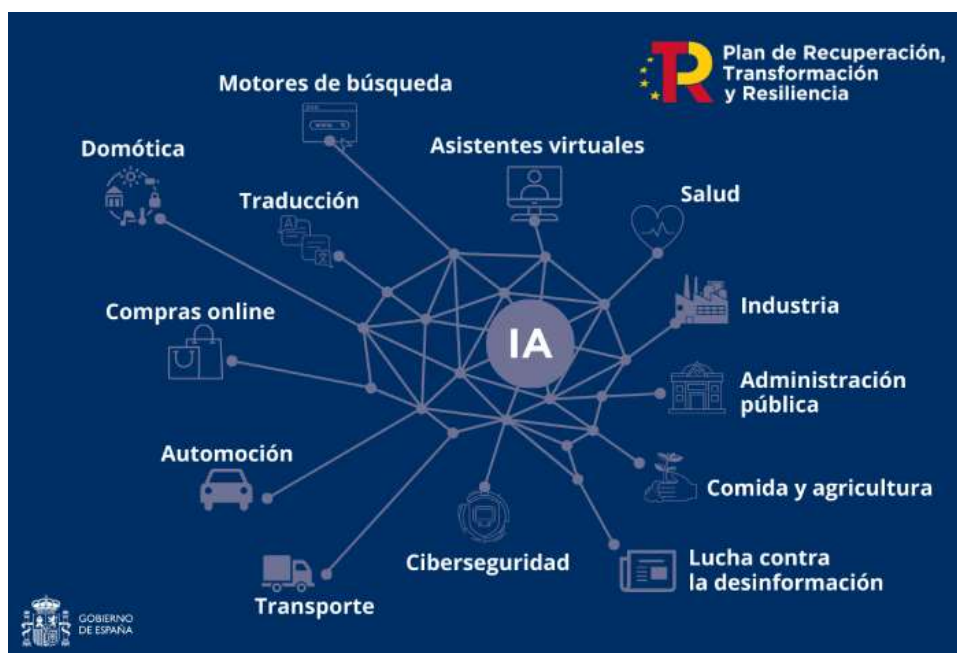 Plan de Recuperación,
Transformación
y Resiliencia
Motores de búsqueda
Asistentes virtuales
Domótica
Traducción
Salud
Compras online
Industria
IA
Administración
pública
Automoción
Comida y agricultura
Ciberseguridad
Lucha contra
la desinformación
Transporte
GOBIERNO
DE ESPAÑA